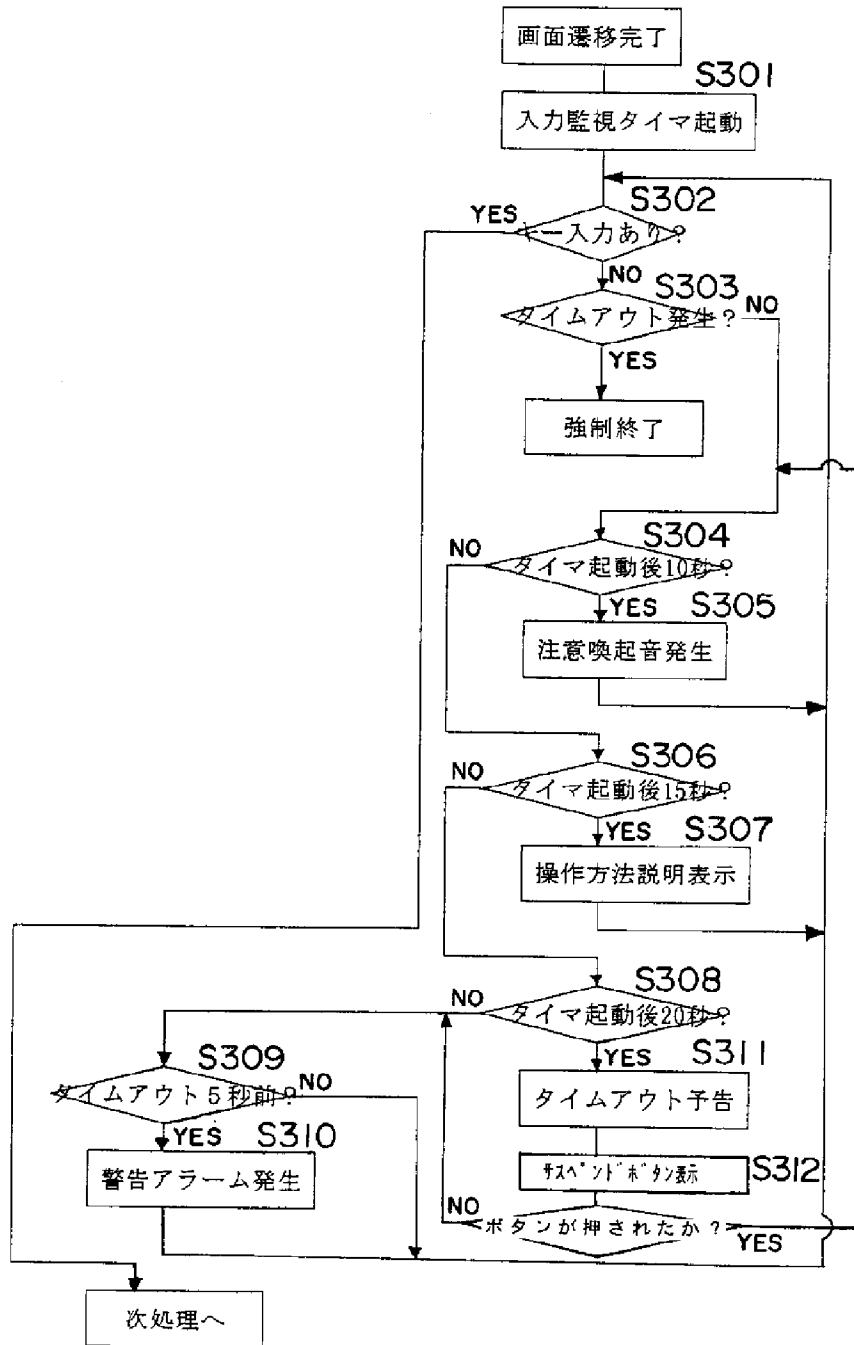 画面遷移完了
S301
入力監視タイマ起動
S302
YES
キー入力あり?
NO
S303
NO
タイムアウト発生?
YES
強制終了
S304
NO
タイマ起動後10秒?
YES
S305
注意喚起音発生
S306
NO
タイマ起動後15秒?
YES
S307
操作方法説明表示
S308
NO
タイマ起動後20秒?
S309
YES
S311
タイムアウト5秒前?
NO
タイムアウト予告
YES
S310
警告アラーム発生
サスペンドボタン表示
S312
NO
ボタンが押されたか?
YES
次処理へ